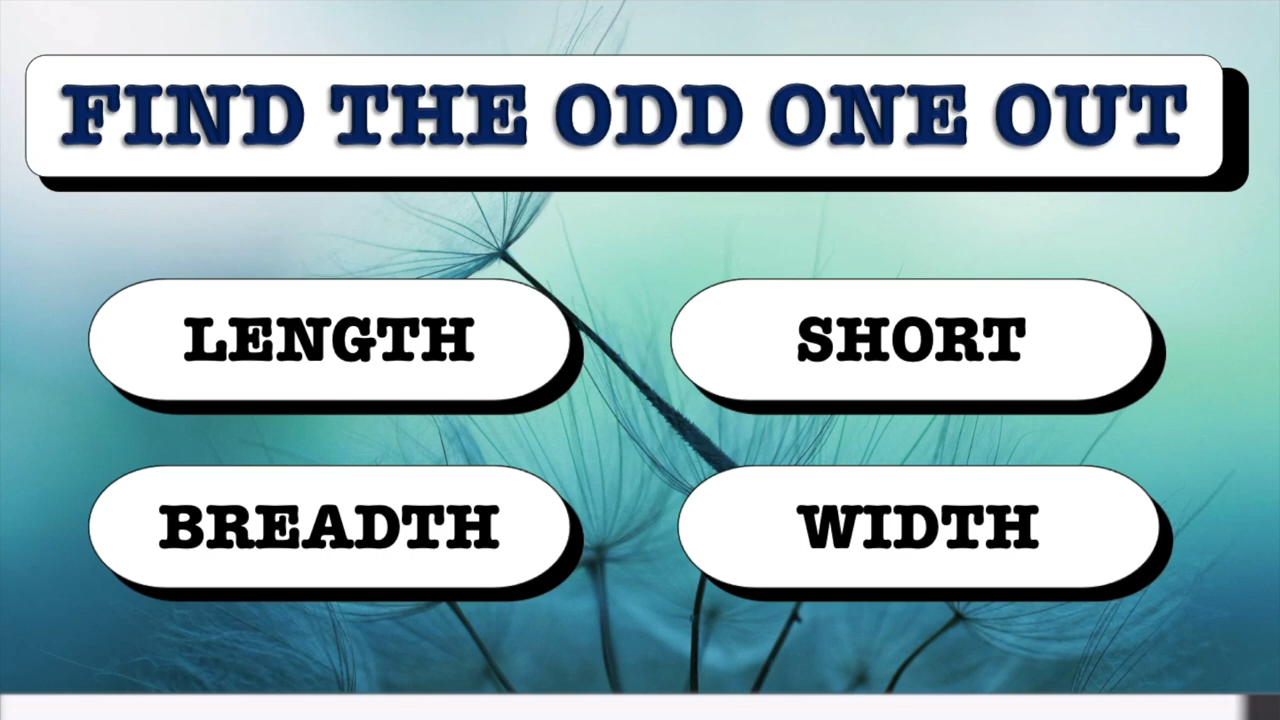 FIND THE ODD ONE OUT
LENGTH
SHORT
BREADTH
WIDTH